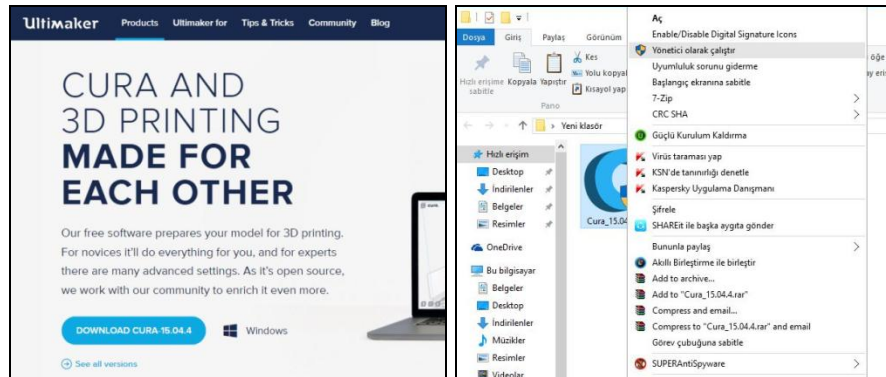 Ultimaker
Products
Ultimaker for
Tips & Tricks
Community
Blog
CURA AND
3D PRINTING
MADE FOR
EACH OTHER
Our free software prepares your model for 3D printing.
For novices it'll do everything for you, and for experts
there are many advanced settings. As it's open source,
we work with our community to enrich it even more.
DOWNLOAD CURA-15.04.4
Windows
See all versions
Dosya
Giriş
Paylaş
Görünüm
Hızlı erişime
sabitle
Kopyala
Yapıştır
Kes
Yolu kopyal
Kısayol yap
Pano
Yeni klasör
Hızlı erişim
Desktop
İndirilenler
Belgeler
Resimler
OneDrive
Bu bilgisayar
Belgeler
Desktop
İndirilenler
Müzikler
Resimler
Videolar
Cura_15.04
Aç
Enable/Disable Digital Signature Icons
Yönetici olarak çalıştır
Uyumluluk sorunu giderme
Başlangıç ekranına sabitle
7-Zip
CRC SHA
Güçlü Kurulum Kaldırma
Virüs taraması yap
KSN'de tanınırlığı denetle
Kaspersky Uygulama Danışmanı
Şifrele
SHAREit ile başka aygıta gönder
Bununla paylaş
Akıllı Birleştirme ile birleştir
Add to archive...
Add to "Cura_15.04.4.rar"
Compress and email...
Compress to "Cura_15.04.4.rar" and email
Görev çubuğuna sabitle
SUPERAntiSpyware
öğe
ay eri